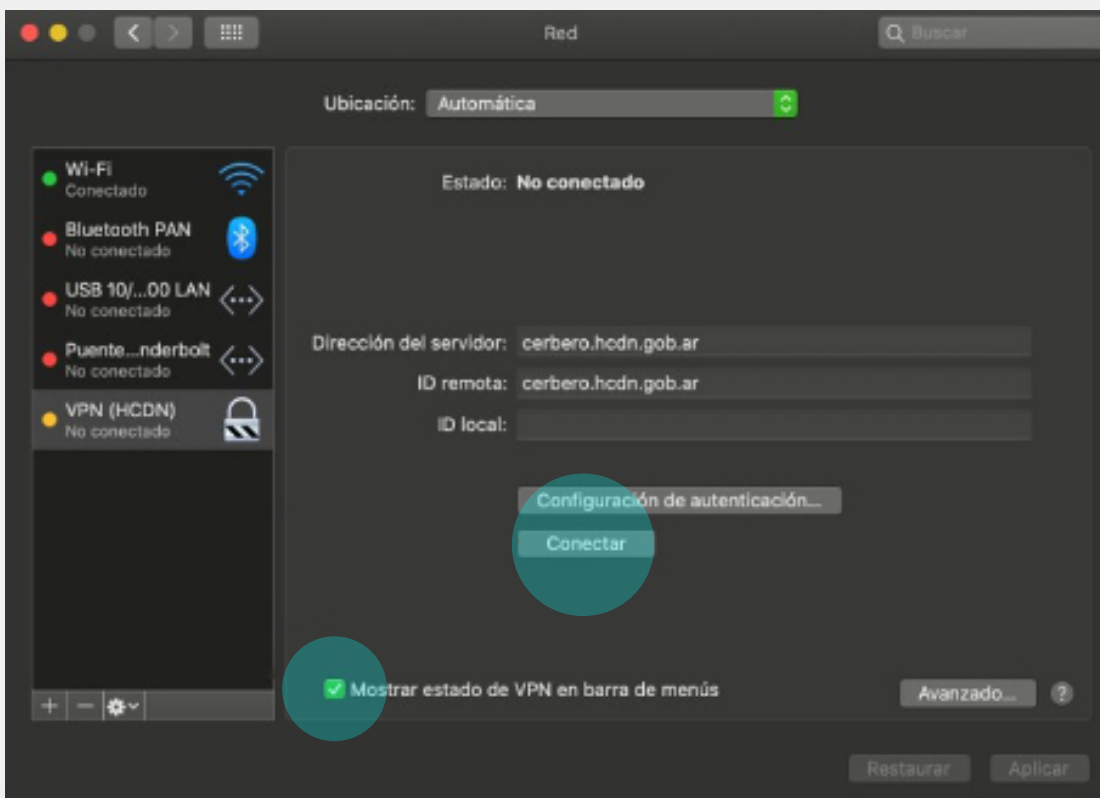 Red
Buscar
Ubicación: Automática
Wi-Fi
Conectado
Bluetooth PAN
No conectado
USB 10/...00 LAN
No conectado
Puente...nderbolt
No conectado
VPN (HCDN)
No conectado
Estado: No conectado
Dirección del servidor: cerbero.hcdn.gob.ar
ID remota: cerbero.hcdn.gob.ar
ID local:
Configuración de autenticación...
Conectar
Mostrar estado de VPN en barra de menús
Avanzado... ?
Restaurar Aplicar